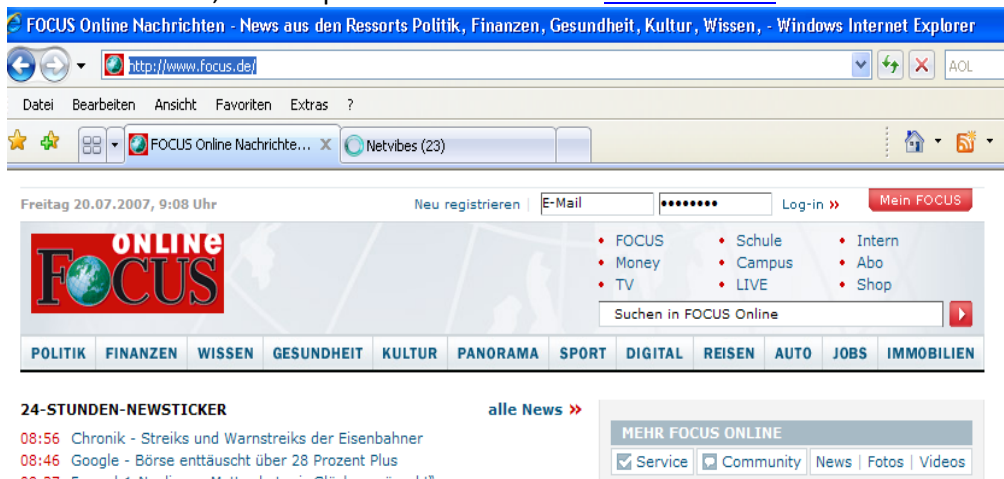 FOCUS Online Nachrichten - News aus den Ressorts Politik, Finanzen, Gesundheit, Kultur, Wissen, - Windows Internet Explorer
http://www.focus.de/
AOL
Datei Bearbeiten Ansicht Favoriten Extras ?
FOCUS Online Nachrichte... X Netvibes (23)
Freitag 20.07.2007, 9:08 Uhr Neu registrieren | E-Mail •••••••• Log-in » Mein FOCUS
ONLINE
FOCUS
• FOCUS • Schule • Intern
• Money • Campus • Abo
• TV • LIVE • Shop
Suchen in FOCUS Online
POLITIK FINANZEN WISSEN GESUNDHEIT KULTUR PANORAMA SPORT DIGITAL REISEN AUTO JOBS IMMOBILIEN
24-STUNDEN-NEWSTICKER alle News »
08:56 Chronik - Streiks und Warnstreiks der Eisenbahner
08:46 Google - Börse enttäuscht über 28 Prozent Plus
MEHR FOCUS ONLINE
Service Community News | Fotos | Videos